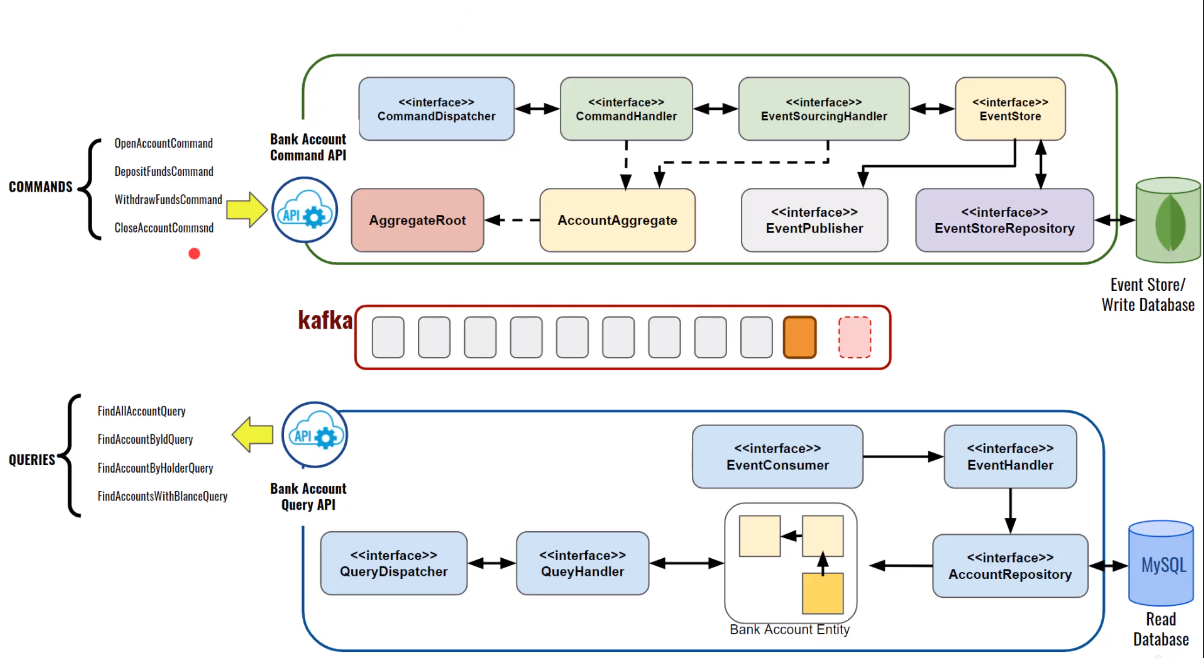 <<interface>>
CommandDispatcher
<<interface>>
CommandHandler
<<interface>>
EventSourcingHandler
<<interface>>
EventStore
Bank Account
Command API
COMMANDS
OpenAccountCommand
DepositFundsCommand
WithdrawFundsCommand
CloseAccountCommsnd
API
AggregateRoot
AccountAggregate
<<interface>>
EventPublisher
<<interface>>
EventStoreRepository
Event Store/
Write Database
kafka
QUERIES
FindAllAccountQuery
FindAccountByIdQuery
FindAccountByHolderQuery
FindAccountsWithBlanceQuery
API
Bank Account
Query API
<<interface>>
EventConsumer
<<interface>>
EventHandler
<<interface>>
QueryDispatcher
<<interface>>
QueyHandler
Bank Account Entity
<<interface>>
AccountRepository
MySQL
Read
Database